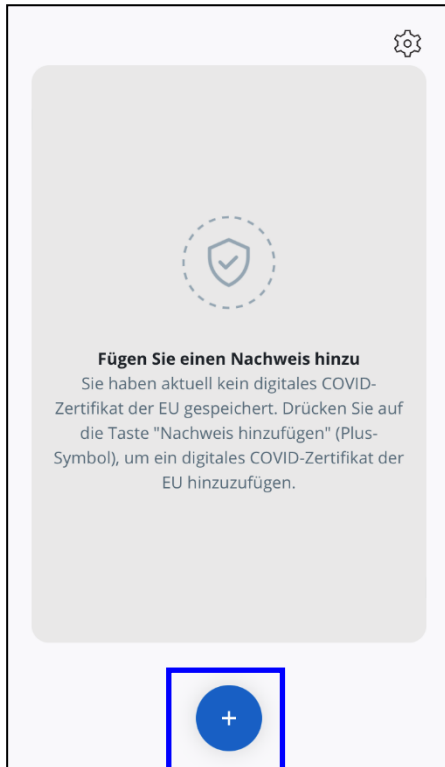 Fügen Sie einen Nachweis hinzu
Sie haben aktuell kein digitales COVID-
Zertifikat der EU gespeichert. Drücken Sie auf
die Taste "Nachweis hinzufügen" (Plus-
Symbol), um ein digitales COVID-Zertifikat der
EU hinzuzufügen.
+